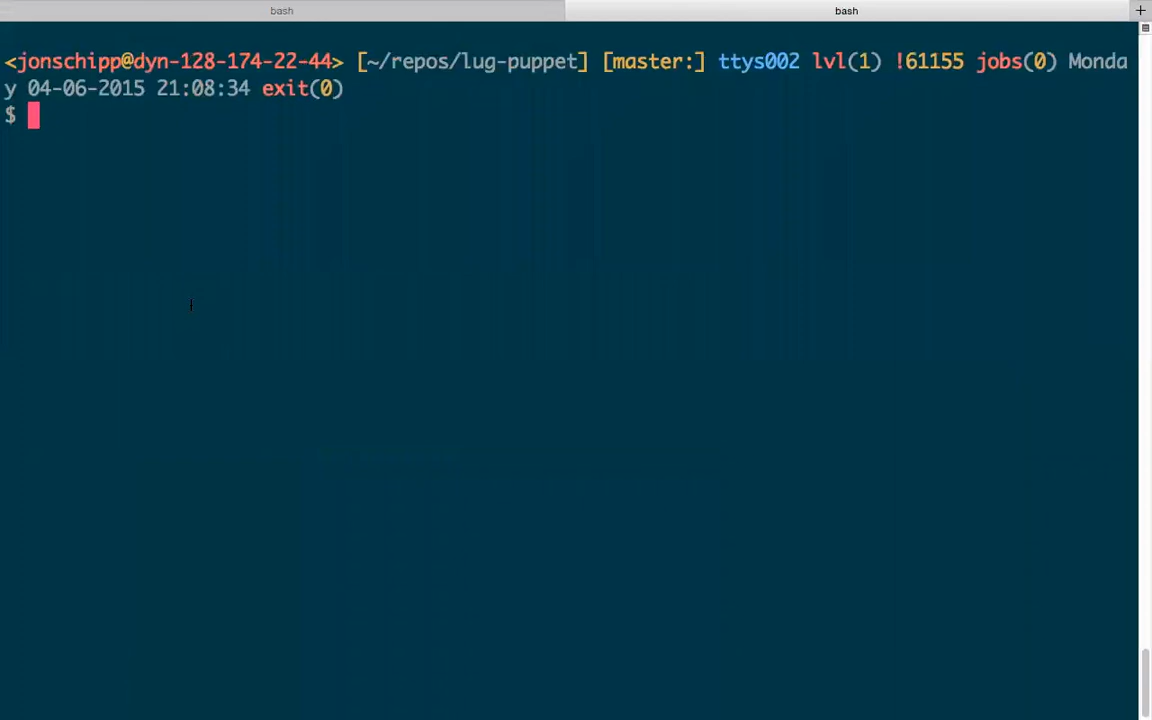 bash
bash
+
<jonschipp@dyn-128-174-22-44> [~/repos/lug-puppet] [master:] ttys002 lvl(1) !61155 jobs(0) Monda
y 04-06-2015 21:08:34 exit(0)
$